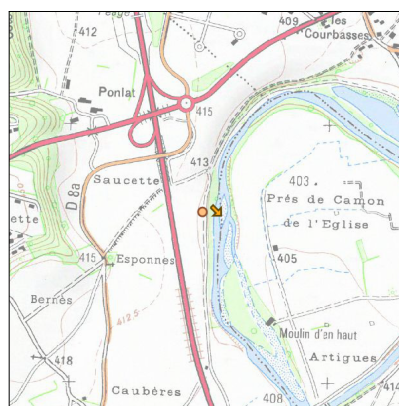 409
les
Courbasses
412
Ponlat
415
413
Saucette
403
D 8a
Prés de Camon
de l'Eglise
ette
415
Esponnes
405
Bernès
412.5
Moulin d'en haut
418
Artigues
Caubères
408
414